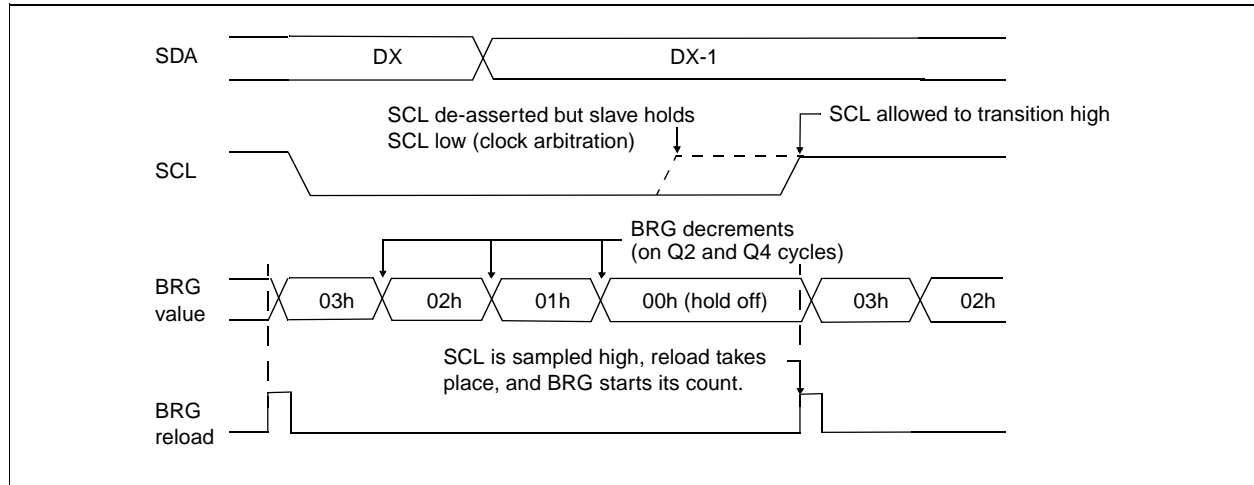 SDA
DX
DX-1
SCL de-asserted but slave holds
SCL low (clock arbitration)
SCL allowed to transition high
SCL
BRG decrements
(on Q2 and Q4 cycles)
BRG
value
03h
02h
01h
00h (hold off)
03h
02h
SCL is sampled high, reload takes
place, and BRG starts its count.
BRG
reload